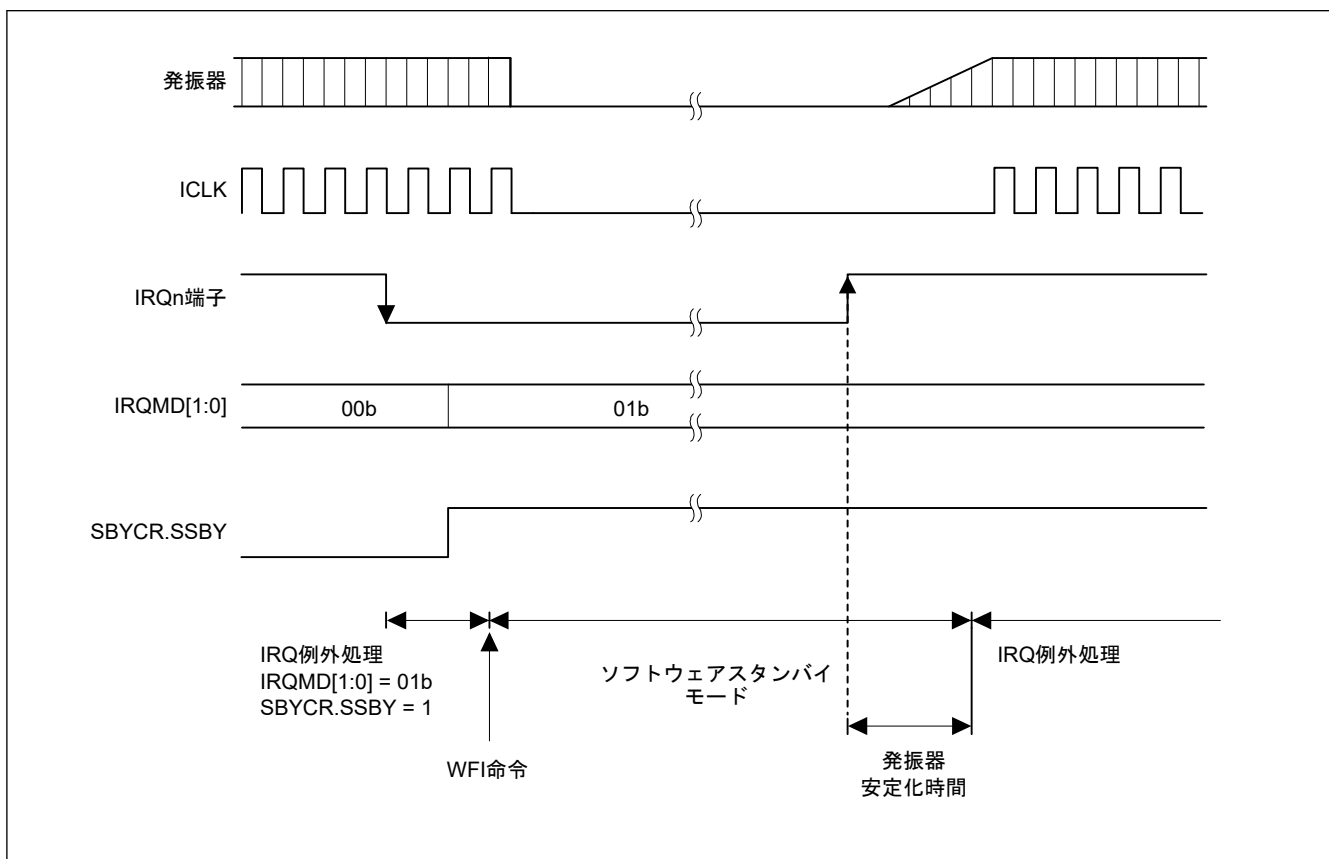 発振器
ICLK
IRQn端子
IRQMD[1:0]
00b
01b
SBYCR.SSBY
IRQ例外処理
IRQMD[1:0] = 01b
SBYCR.SSBY = 1
WFI命令
ソフトウェアスタンバイ
モード
発振器
安定化時間
IRQ例外処理